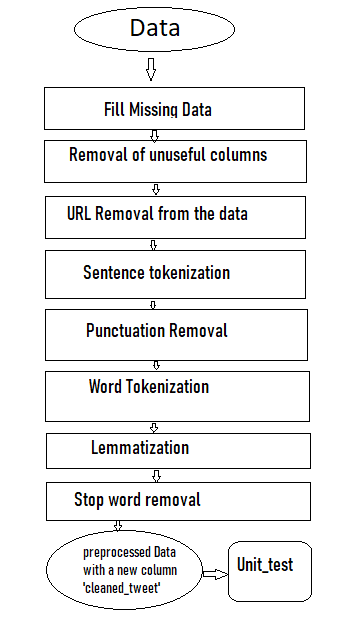 Data
Fill Missing Data
Removal of unuseful columns
URL Removal from the data
Sentence tokenization
Punctuation Removal
Word Tokenization
Lemmatization
Stop word removal
preprocessed Data
with a new column
'cleaned_tweet'
Unit_test